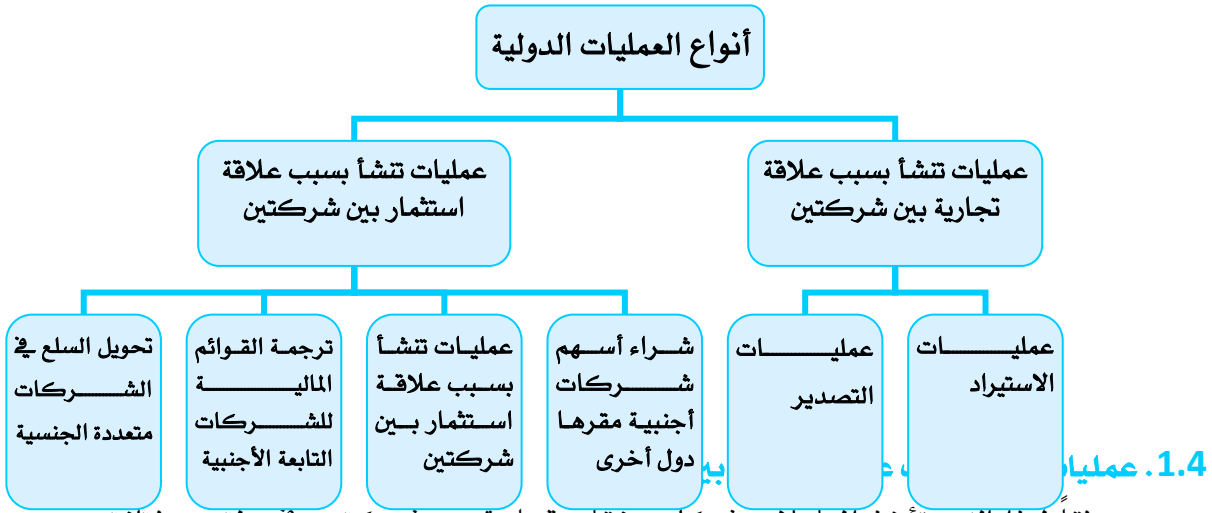 أنواع العمليات الدولية
عمليات تنشأ بسبب علاقة
تجارية بين شركتين
عمليات تنشأ بسبب علاقة
استثمار بين شركتين
عمليات
الاستيراد
عمليات
التصدير
شراء أسهم
شركات
أجنبية مقرها
دول أخرى
عمليات تنشأ
بسبب علاقة
استثمار بين
شركتين
ترجمة القوائم
المالية
للشركات
التابعة الأجنبية
تحويل السلع في
الشركات
متعددة الجنسية
1.4. عمليات